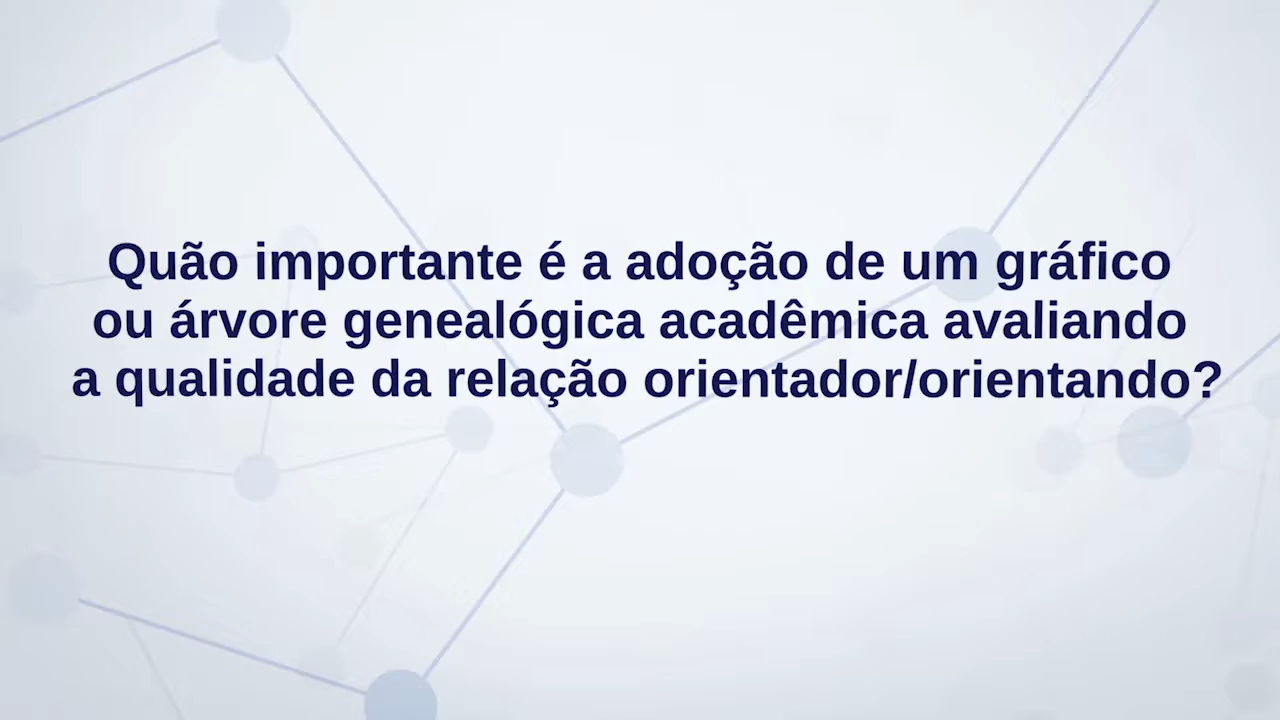 Quão importante é a adoção de um gráfico
ou árvore genealógica acadêmica avaliando
a qualidade da relação orientador/orientando?